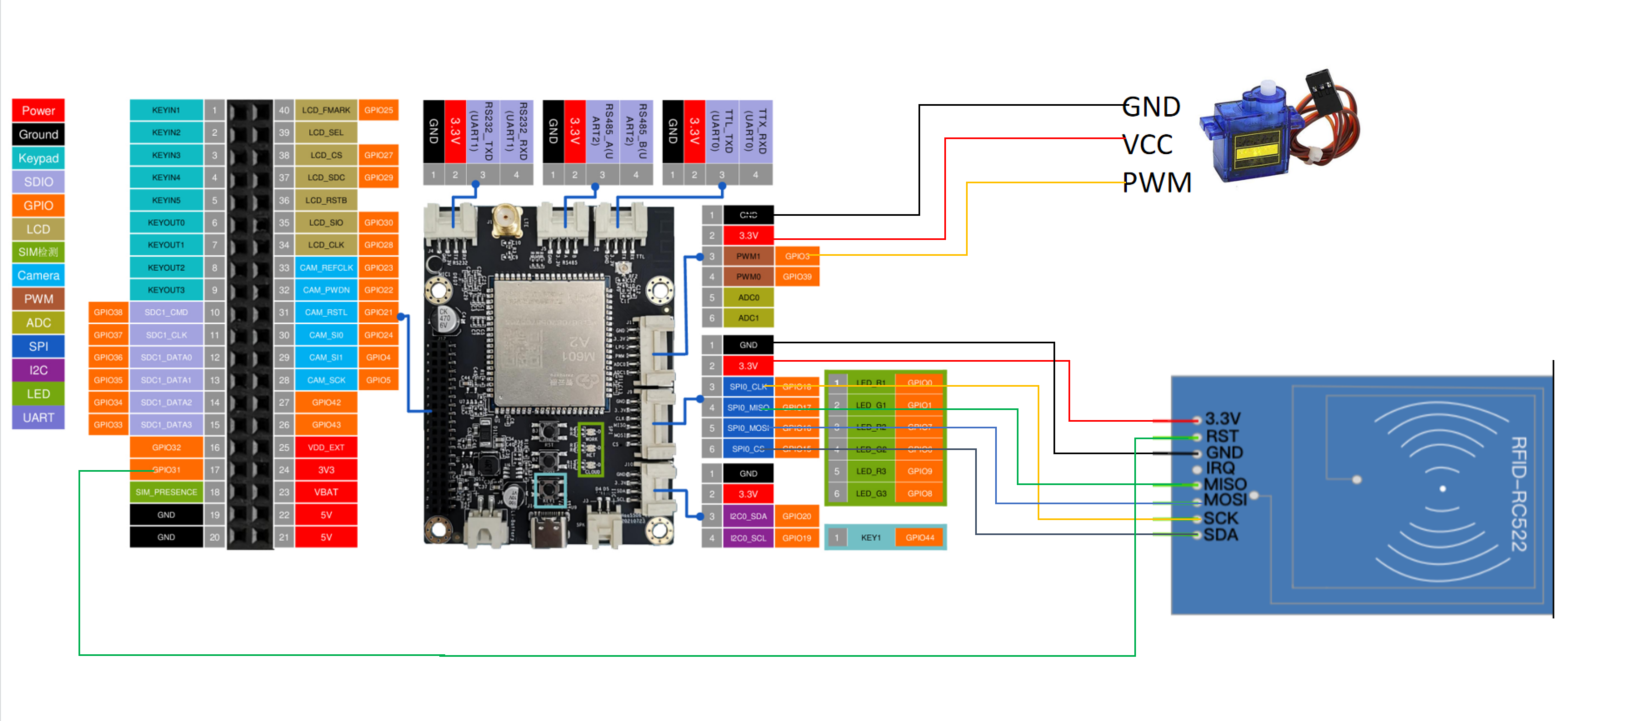 Power
Ground
Keypad
SDIO
GPIO
LCD
SIM检测
Camera
PWM
ADC
SPI
I2C
LED
UART
KEYIN1 1 40 LCD_FMARK GPIO25
KEYIN2 2 39 LCD_SEL
KEYIN3 3 38 LCD_CS GPIO27
KEYIN4 4 37 LCD_SDC GPIO29
KEYIN5 5 36 LCD_RSTB
KEYOUT0 6 35 LCD_SIO GPIO30
KEYOUT1 7 34 LCD_CLK GPIO28
KEYOUT2 8 33 CAM_REFCLK GPIO23
KEYOUT3 9 32 CAM_PWDN GPIO22
GPIO38 SDC1_CMD 10 31 CAM_RSTL GPIO21
GPIO37 SDC1_CLK 11 30 CAM_SI0 GPIO24
GPIO36 SDC1_DATA0 12 29 CAM_SI1 GPIO4
GPIO35 SDC1_DATA1 13 28 CAM_SCK GPIO5
GPIO34 SDC1_DATA2 14 27 GPIO42
GPIO33 SDC1_DATA3 15 26 GPIO43
GPIO32 16 25 VDD_EXT
GPIO31 17 24 3V3
SIM_PRESENCE 18 23 VBAT
GND 19 22 5V
GND 20 21 5V
GND 3.3V RS232_TXD (UART1) RS232_RXD (UART1)
1 2 3 4
GND 3.3V RS485_A(U ART2) RS485_B(U ART2)
1 2 3 4
GND 3.3V TTL_TXD (UART0) TTX_RXD (UART0)
1 2 3 4
M601
A2
CK
470
6V
1 GND
2 3.3V
3 PWM1 GPIO3
4 PWM0 GPIO39
5 ADC0
6 ADC1
1 GND
2 3.3V
3 SPI0_CLK GPIO18
4 SPI0_MISO GPIO17
5 SPI0_MOSI GPIO16
6 SPI0_CS GPIO15
1 GND
2 3.3V
3 I2C0_SDA GPIO20
4 I2C0_SCL GPIO19
1 LED_R1 GPIO0
2 LED_G1 GPIO1
3 LED_R2 GPIO7
4 LED_G2
5 LED_R3 GPIO9
6 LED_G3 GPIO8
1 KEY1 GPIO44
GND
VCC
PWM
3.3V
RST
GND
IRQ
MISO
MOSI
SCK
SDA
RFID-RC522